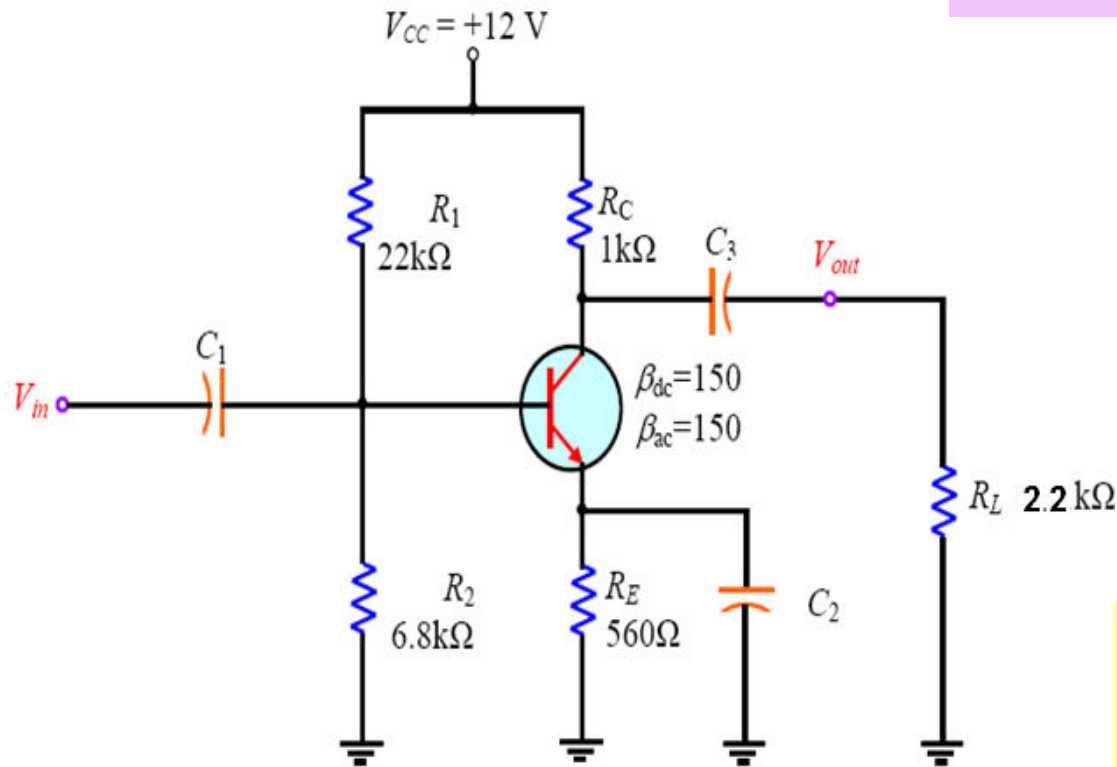 V_CC = +12 V
R_1
22kΩ
R_C
1kΩ
C_3
V_out
C_1
V_in
β_dc=150
β_ac=150
R_L 2.2 kΩ
R_2
6.8kΩ
R_E
560Ω
C_2